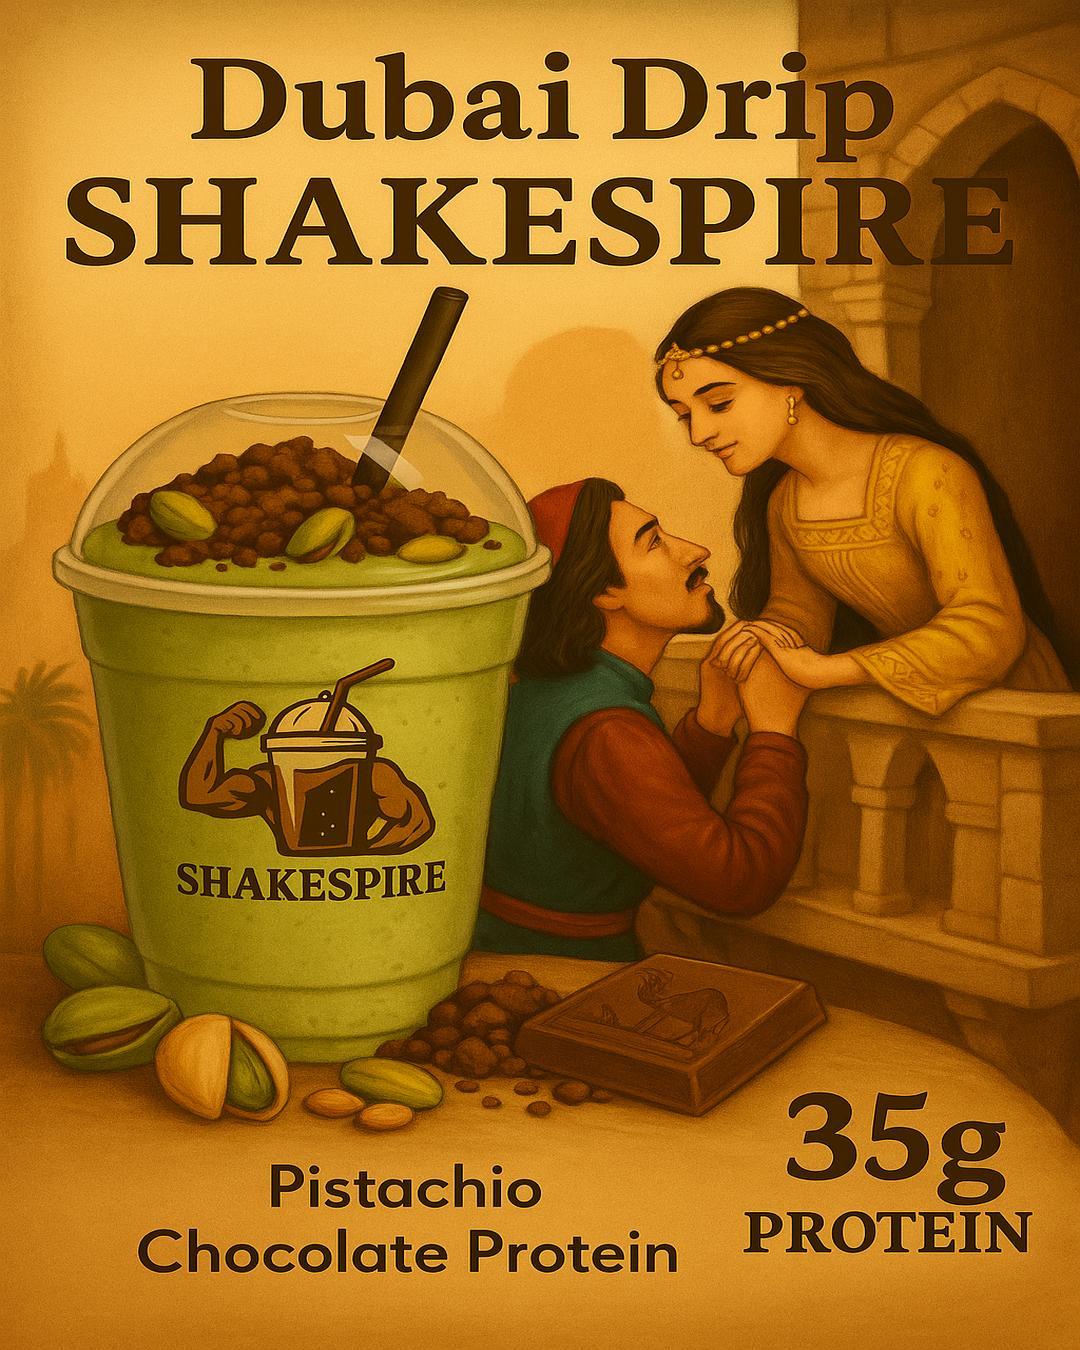 Dubai Drip
SHAKESPIRE
SHAKESPIRE
Pistachio
Chocolate Protein
35g
PROTEIN